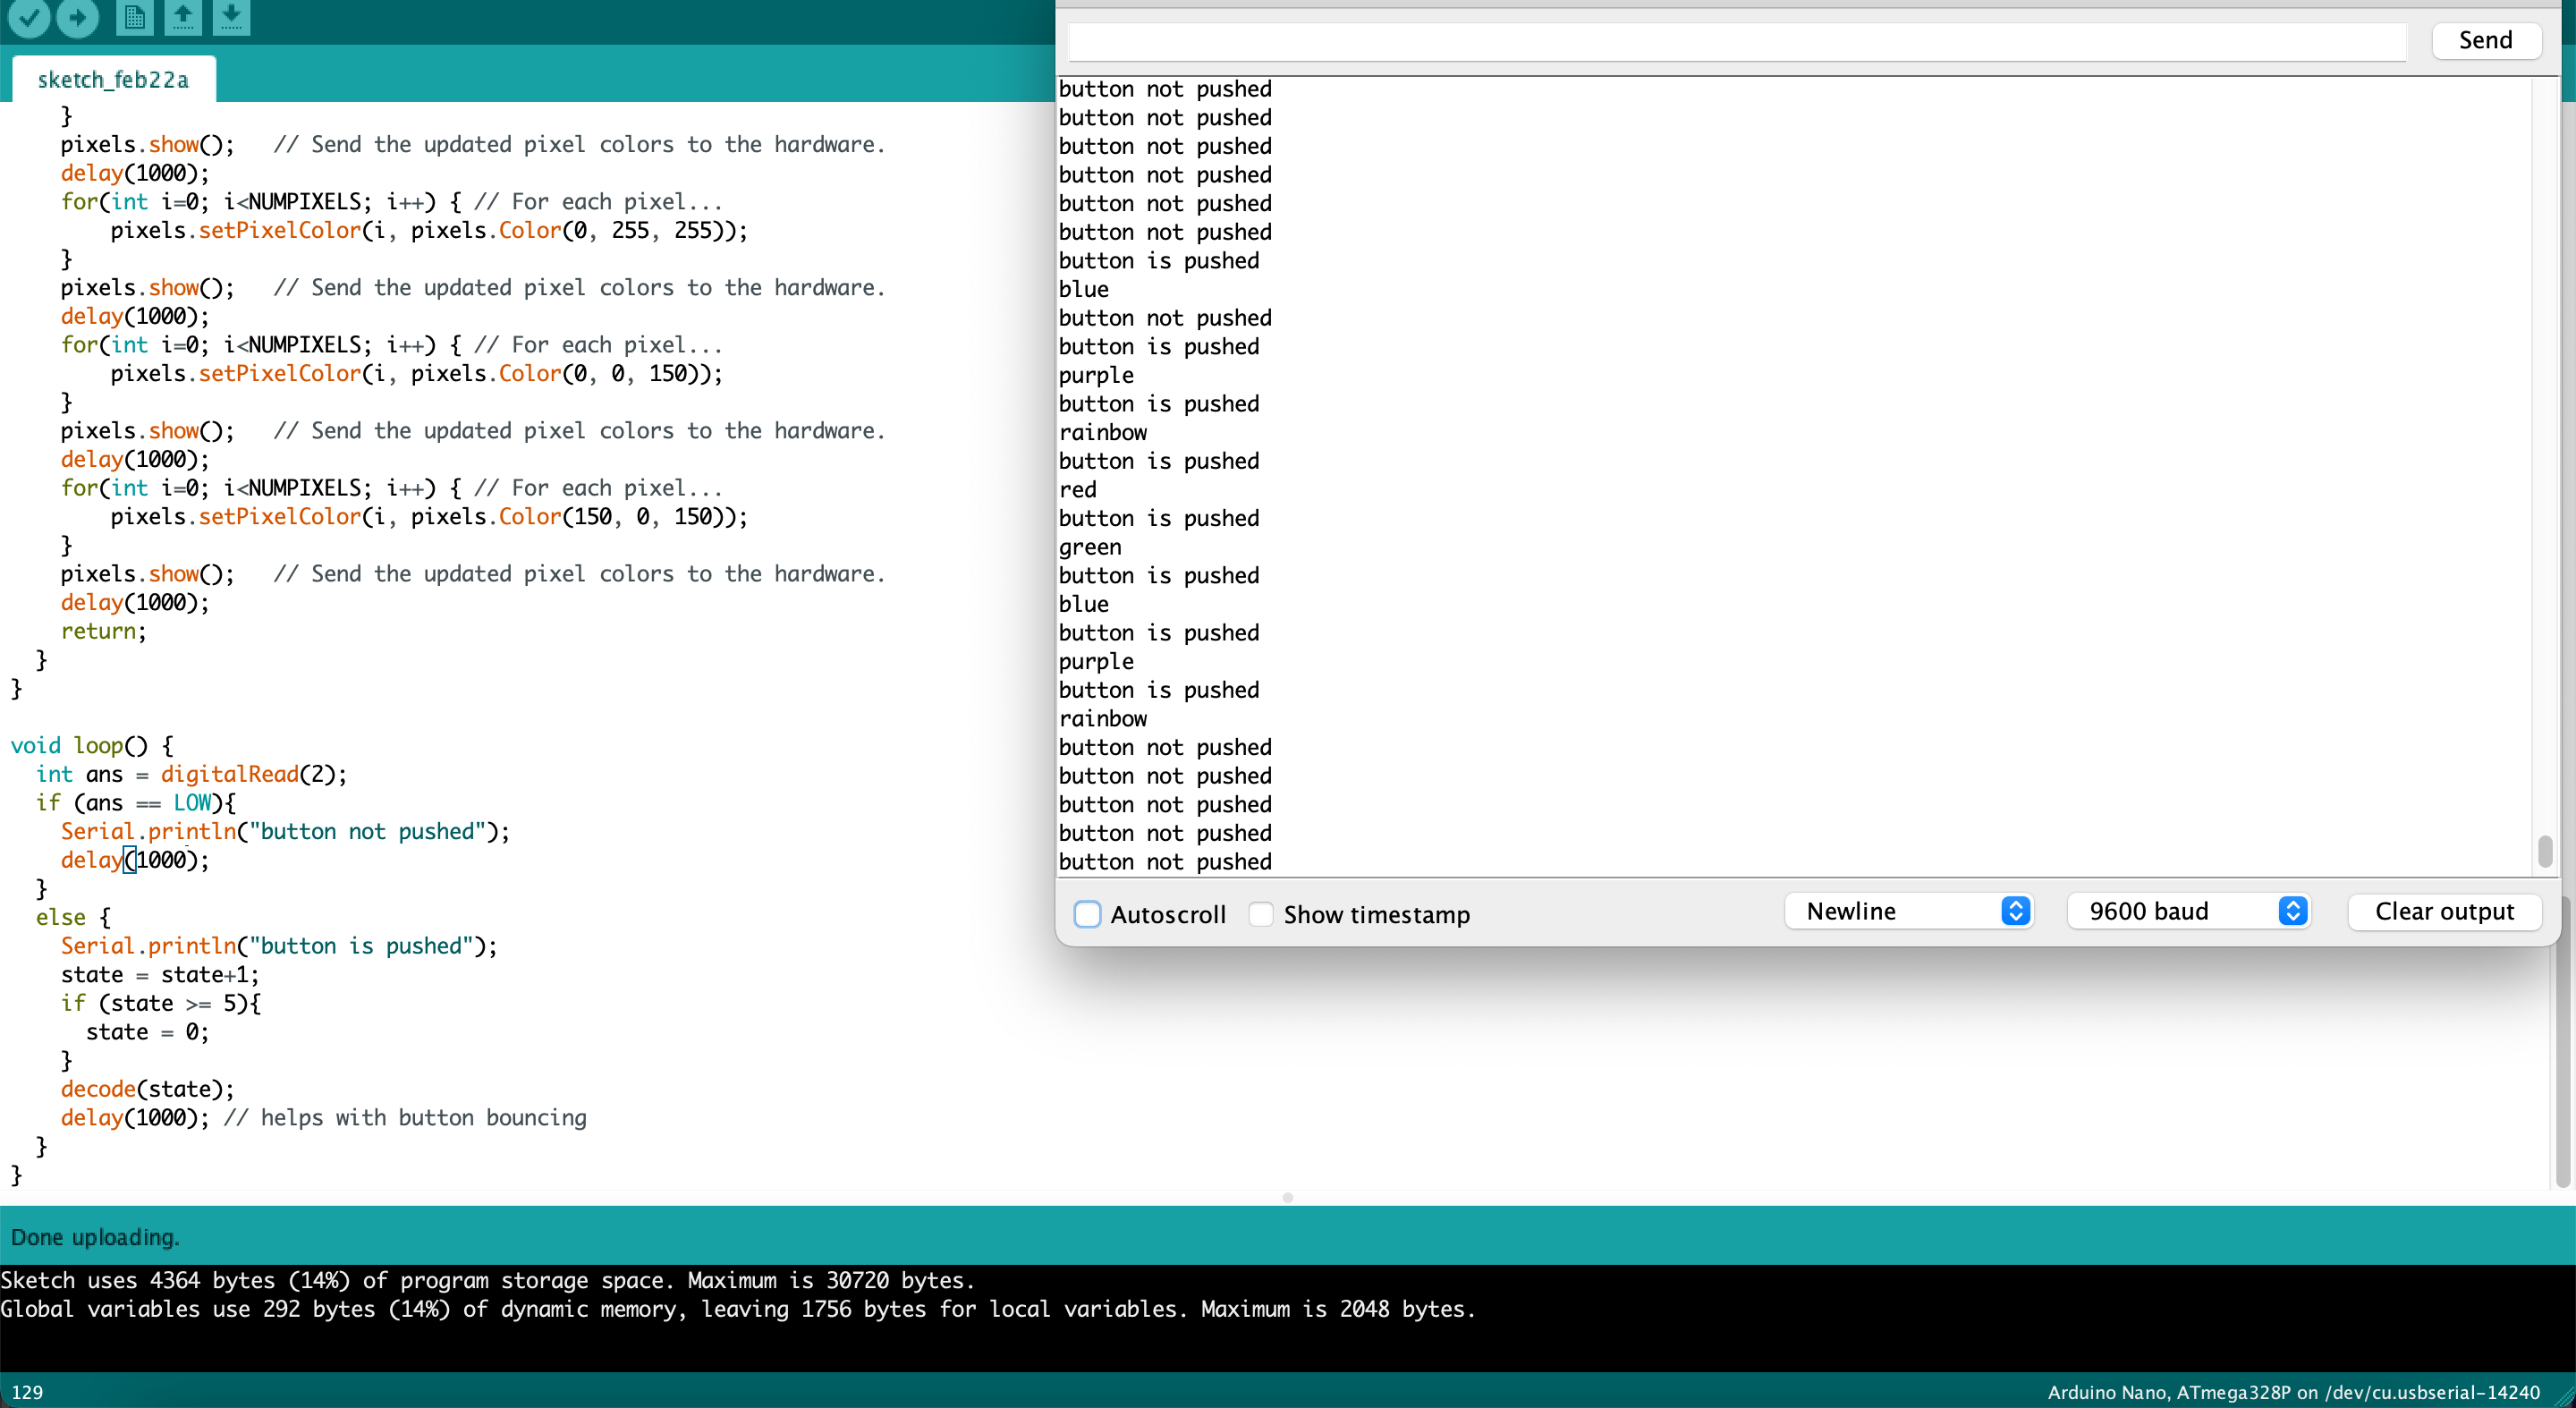 sketch_feb22a
    }
    pixels.show();   // Send the updated pixel colors to the hardware.
    delay(1000);
    for(int i=0; i<NUMPIXELS; i++) { // For each pixel...
        pixels.setPixelColor(i, pixels.Color(0, 255, 255));
    }
    pixels.show();   // Send the updated pixel colors to the hardware.
    delay(1000);
    for(int i=0; i<NUMPIXELS; i++) { // For each pixel...
        pixels.setPixelColor(i, pixels.Color(0, 0, 150));
    }
    pixels.show();   // Send the updated pixel colors to the hardware.
    delay(1000);
    for(int i=0; i<NUMPIXELS; i++) { // For each pixel...
        pixels.setPixelColor(i, pixels.Color(150, 0, 150));
    }
    pixels.show();   // Send the updated pixel colors to the hardware.
    delay(1000);
    return;
  }
}
void loop() {
  int ans = digitalRead(2);
  if (ans == LOW){
    Serial.println("button not pushed");
    delay(1000);
  }
  else {
    Serial.println("button is pushed");
    state = state+1;
    if (state >= 5){
      state = 0;
    }
    decode(state);
    delay(1000); // helps with button bouncing
  }
}
Send
button not pushed
button not pushed
button not pushed
button not pushed
button not pushed
button not pushed
button is pushed
blue
button not pushed
button is pushed
purple
button is pushed
rainbow
button is pushed
red
button is pushed
green
button is pushed
blue
button is pushed
purple
button is pushed
rainbow
button not pushed
button not pushed
button not pushed
button not pushed
button not pushed
Autoscroll Show timestamp Newline 9600 baud Clear output
Done uploading.
Sketch uses 4364 bytes (14%) of program storage space. Maximum is 30720 bytes.
Global variables use 292 bytes (14%) of dynamic memory, leaving 1756 bytes for local variables. Maximum is 2048 bytes.
129 Arduino Nano, ATmega328P on /dev/cu.usbserial-14240